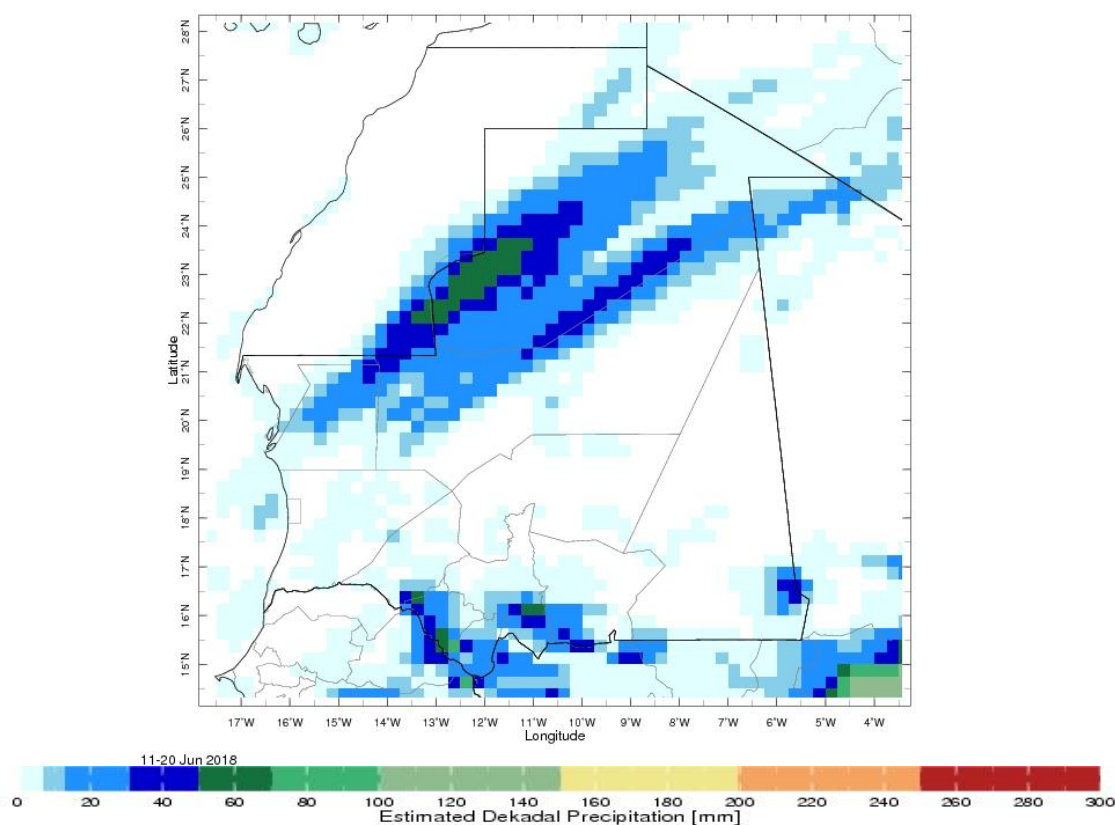 28°N
27°N
26°N
25°N
24°N
23°N
22°N
21°N
20°N
19°N
18°N
17°N
16°N
15°N
Latitude
17°W 16°W 15°W 14°W 13°W 12°W 11°W 10°W 9°W 8°W 7°W 6°W 5°W 4°W
Longitude
11-20 Jun 2018
0 20 40 60 80 100 120 140 160 180 200 220 240 260 280 300
Estimated Dekadal Precipitation [mm]